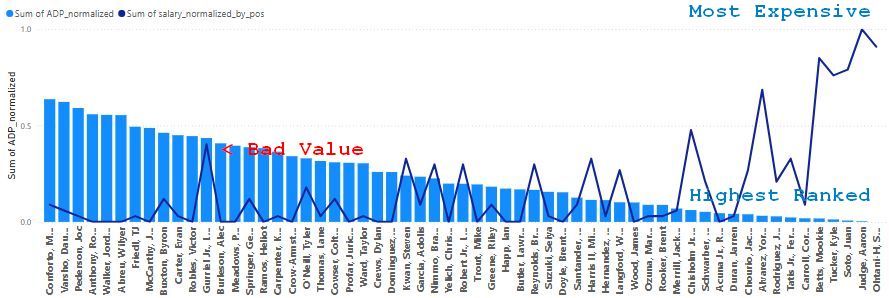 Most Expensive
Sum of ADP_normalized
Sum of salary_normalized_by_pos
1.0
0.5
0.0
Sum of ADP_normalized
< Bad Value
Highest Ranked
Conforto, M...
Varsho, Dau...
Pederson, Joc
Anthony, Ro...
Walker, Jord...
Abreu, Wilyer
Friedl, TJ
McCarthy, J...
Buxton, Byron
Carter, Evan
Robles, Victor
Gurriel Jr., L...
Burleson, Alec
Meadows, P...
Springer, Ge...
Ramos, Heliot
Carpenter, K...
Crow-Armst...
O'Neill, Tyler
Thomas, Lane
Cowser, Colt...
Profar, Juric...
Ward, Taylor
Crews, Dylan
Dominguez,...
Kwan, Steven
Garcia, Adolis
Nimmo, Bra...
Yelich, Chris...
Robert Jr., L...
Trout, Mike
Greene, Riley
Happ, Ian
Butler, Lawr...
Reynolds, Br...
Suzuki, Seiya
Doyle, Brent...
Santander, ...
Harris II, Mi...
Hernandez, ...
Langford, W...
Wood, James
Ozuna, Mar...
Rooker, Brent
Merrill, Jack...
Chisholm Jr....
Schwarber, ...
Acuna Jr., R...
Duran, Jarren
Chourio, Jac...
Alvarez, Yor...
Rodriguez, J...
Tatis Jr., Fer...
Carroll, Cor...
Betts, Mookie
Tucker, Kyle
Soto, Juan
Judge, Aaron
Ohtani-H, S...